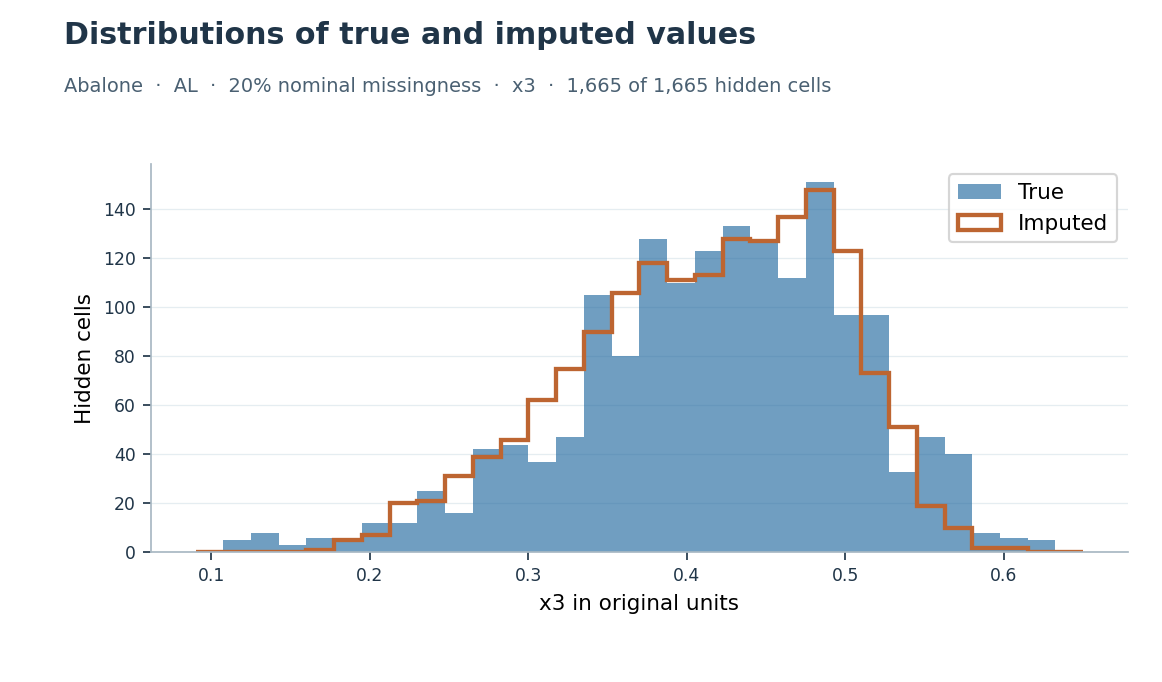 Distributions of true and imputed values
Abalone · AL · 20% nominal missingness · x3 · 1,665 of 1,665 hidden cells
True
Imputed
140
120
100
80
60
40
20
0
Hidden cells
0.1 0.2 0.3 0.4 0.5 0.6
x3 in original units